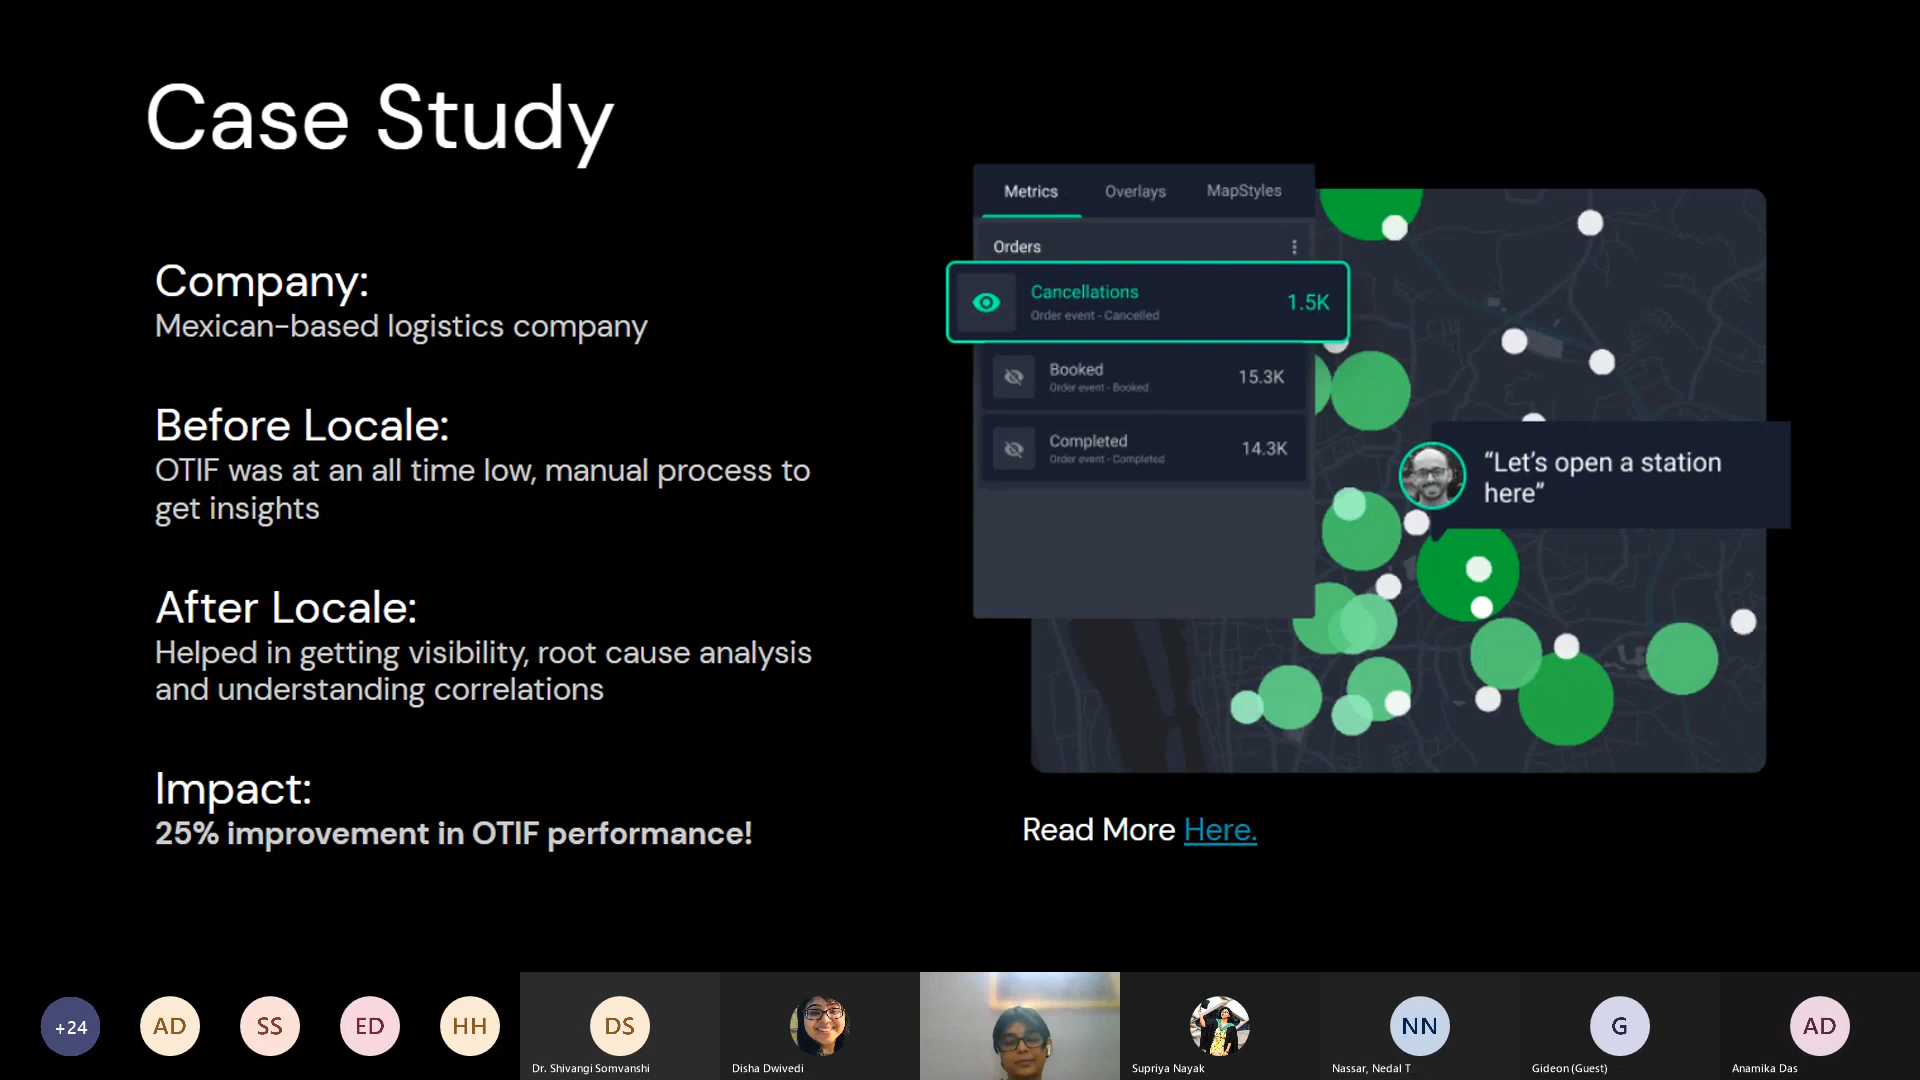 Case Study
Company:
Mexican-based logistics company
Before Locale:
OTIF was at an all time low, manual process to
get insights
After Locale:
Helped in getting visibility, root cause analysis
and understanding correlations
Impact:
25% improvement in OTIF performance!
Metrics Overlays MapStyles
Orders
Cancellations
Order event - Cancelled
1.5K
Booked
Order event - Booked
15.3K
Completed
Order event - Completed
14.3K
“Let’s open a station
here”
Read More Here.
+24
AD
SS
ED
HH
DS
Dr. Shivangi Somvanshi
Disha Dwivedi
Supriya Nayak
NN
Nassar, Nedal T
G
Gideon (Guest)
AD
Anamika Das